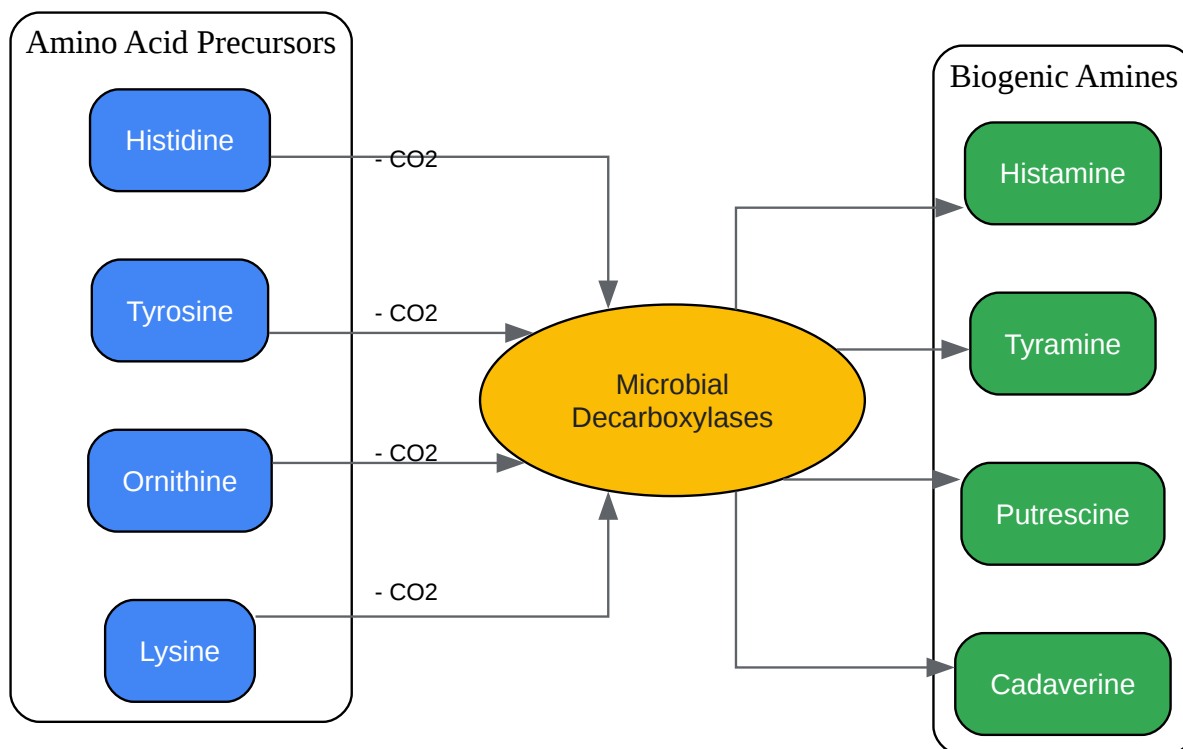 Amino Acid Precursors
Histidine
Tyrosine
Ornithine
Lysine
- CO2
- CO2
- CO2
- CO2
Microbial
Decarboxylases
Biogenic Amines
Histamine
Tyramine
Putrescine
Cadaverine